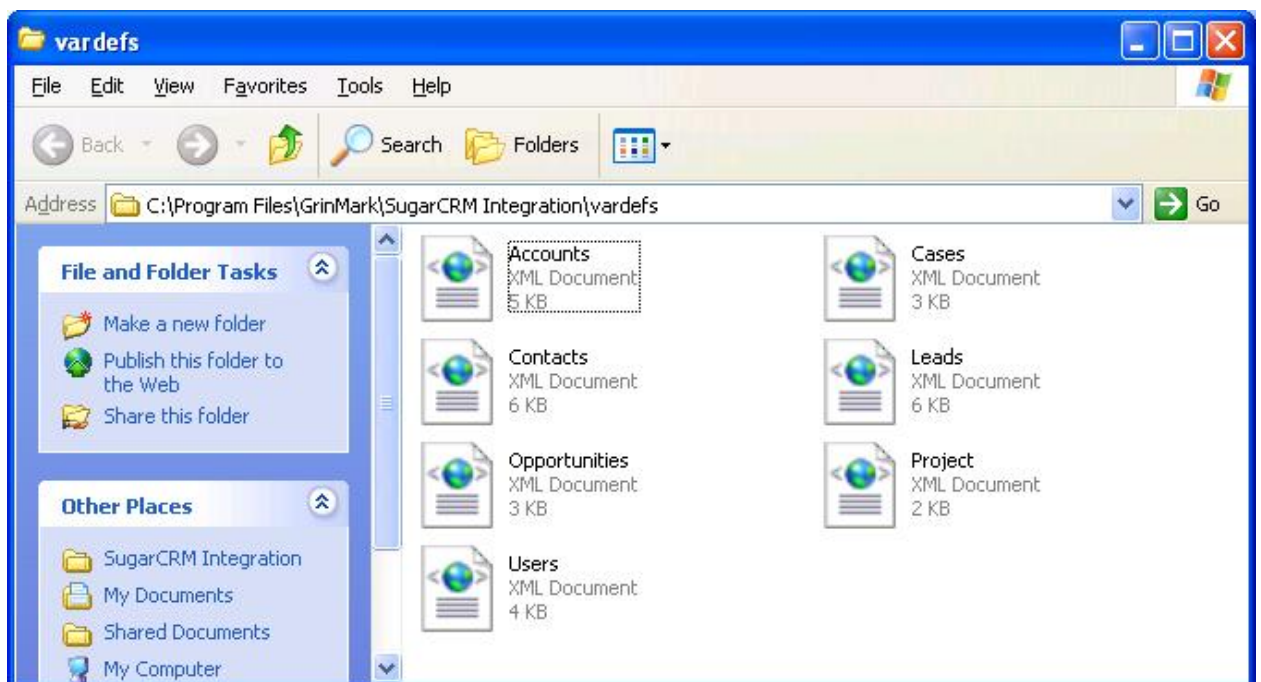 vardefs
File Edit View Favorites Tools Help
Back Search Folders
Address C:\Program Files\GrinMark\SugarCRM Integration\vardefs Go
File and Folder Tasks
Make a new folder
Publish this folder to
the Web
Share this folder
Other Places
SugarCRM Integration
My Documents
Shared Documents
My Computer
Accounts
XML Document
5 KB
Cases
XML Document
3 KB
Contacts
XML Document
6 KB
Leads
XML Document
6 KB
Opportunities
XML Document
3 KB
Project
XML Document
2 KB
Users
XML Document
4 KB